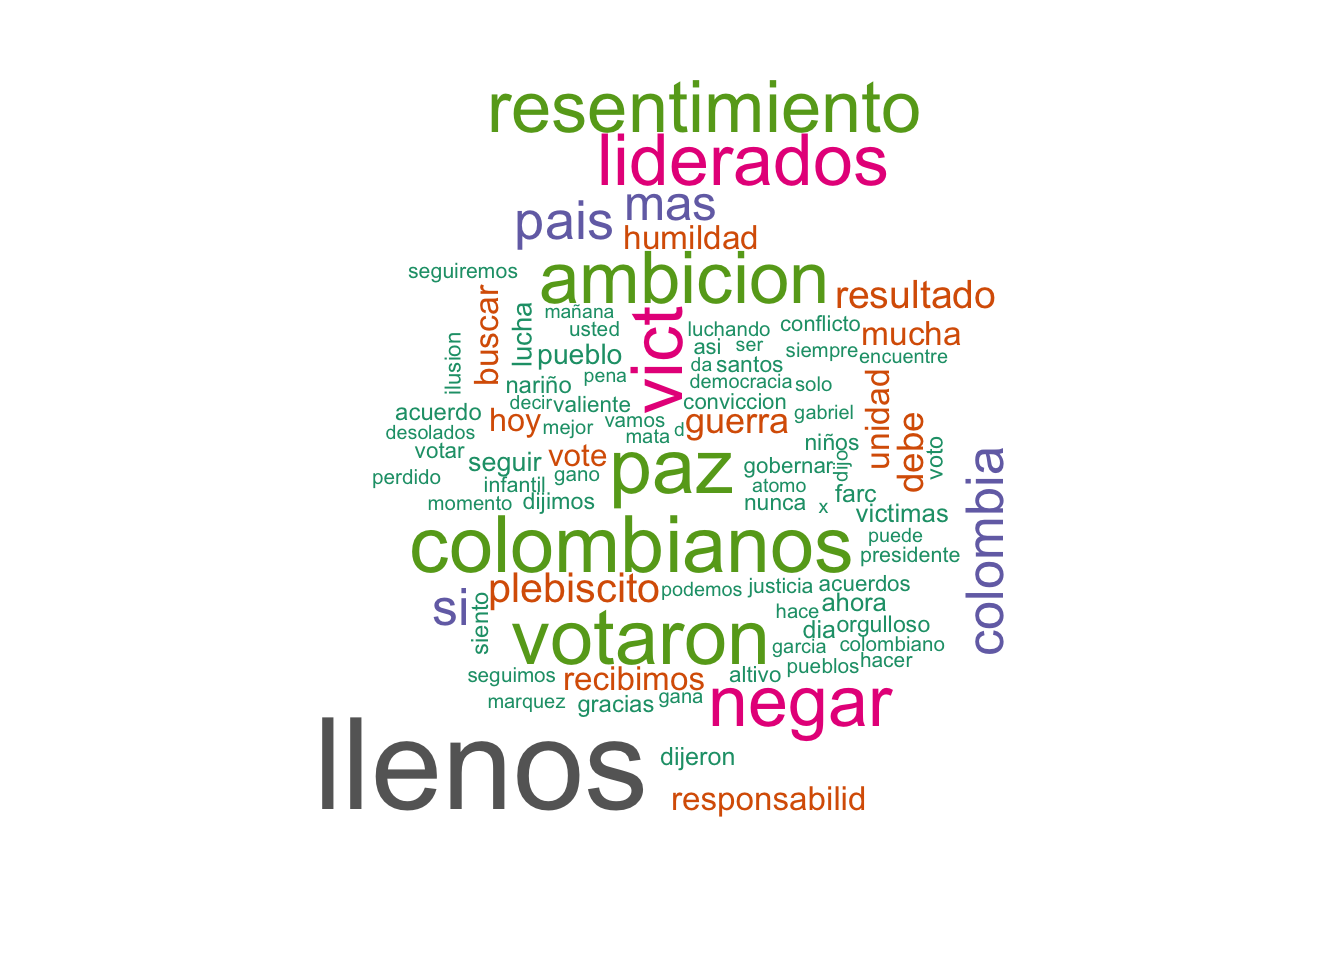 resentimiento
liderados
mas
pais
humildad
ambicion
seguiremos
resultado
buscar
lucha
mañana
usted
vict
luchando
conflicto
mucha
ilusion
pueblo
asi
ser
siempre
encuentre
da
santos
nariño
pena
democracia
solo
unidad
decir
valiente
conviccion
gabriel
acuerdo
hoy
mejor
vamos
mata
d
guerra
debe
desolados
votar
niños
voto
seguir
vote
paz
gobernar
dijo
colombia
perdido
infantil
gano
atomo
farc
momento
dijimos
nunca
x
victimas
colombianos
puede
presidente
plebiscito
podemos
justicia
acuerdos
si
siento
votaron
hace
ahora
dia
orgulloso
garcia
colombiano
pueblos
hacer
seguimos
recibimos
altivo
negar
marquez
gracias
gana
llenos
dijeron
responsabilid